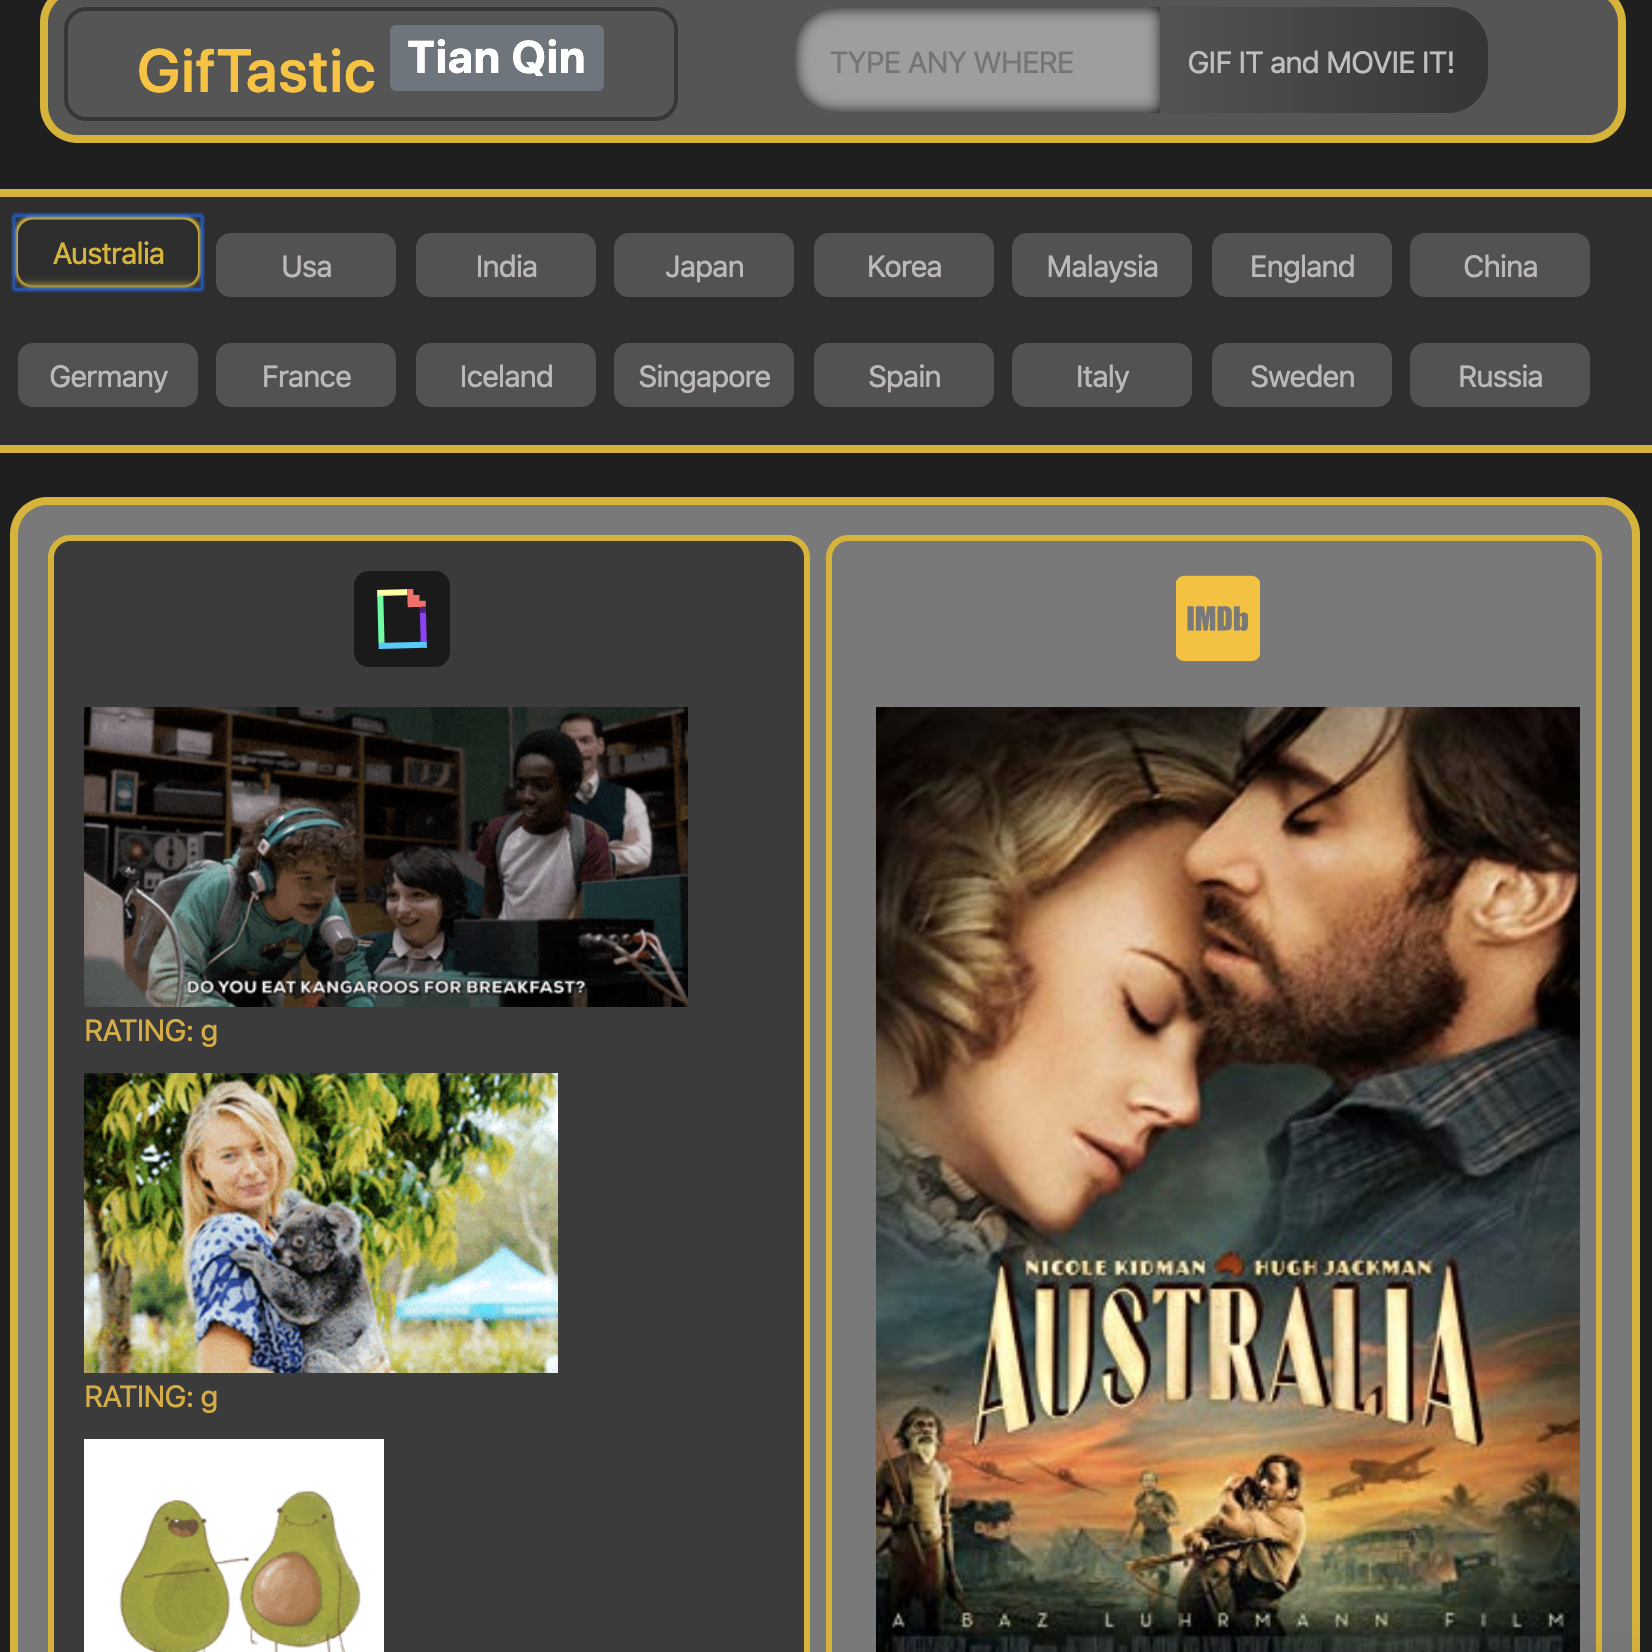 GifTastic Tian Qin
TYPE ANY WHERE
GIF IT and MOVIE IT!
Australia
Usa
India
Japan
Korea
Malaysia
England
China
Germany
France
Iceland
Singapore
Spain
Italy
Sweden
Russia
IMDb
DO YOU EAT KANGAROOS FOR BREAKFAST?
RATING: g
RATING: g
NICOLE KIDMAN HUGH JACKMAN
AUSTRALIA
A BAZ LUHRMANN FILM